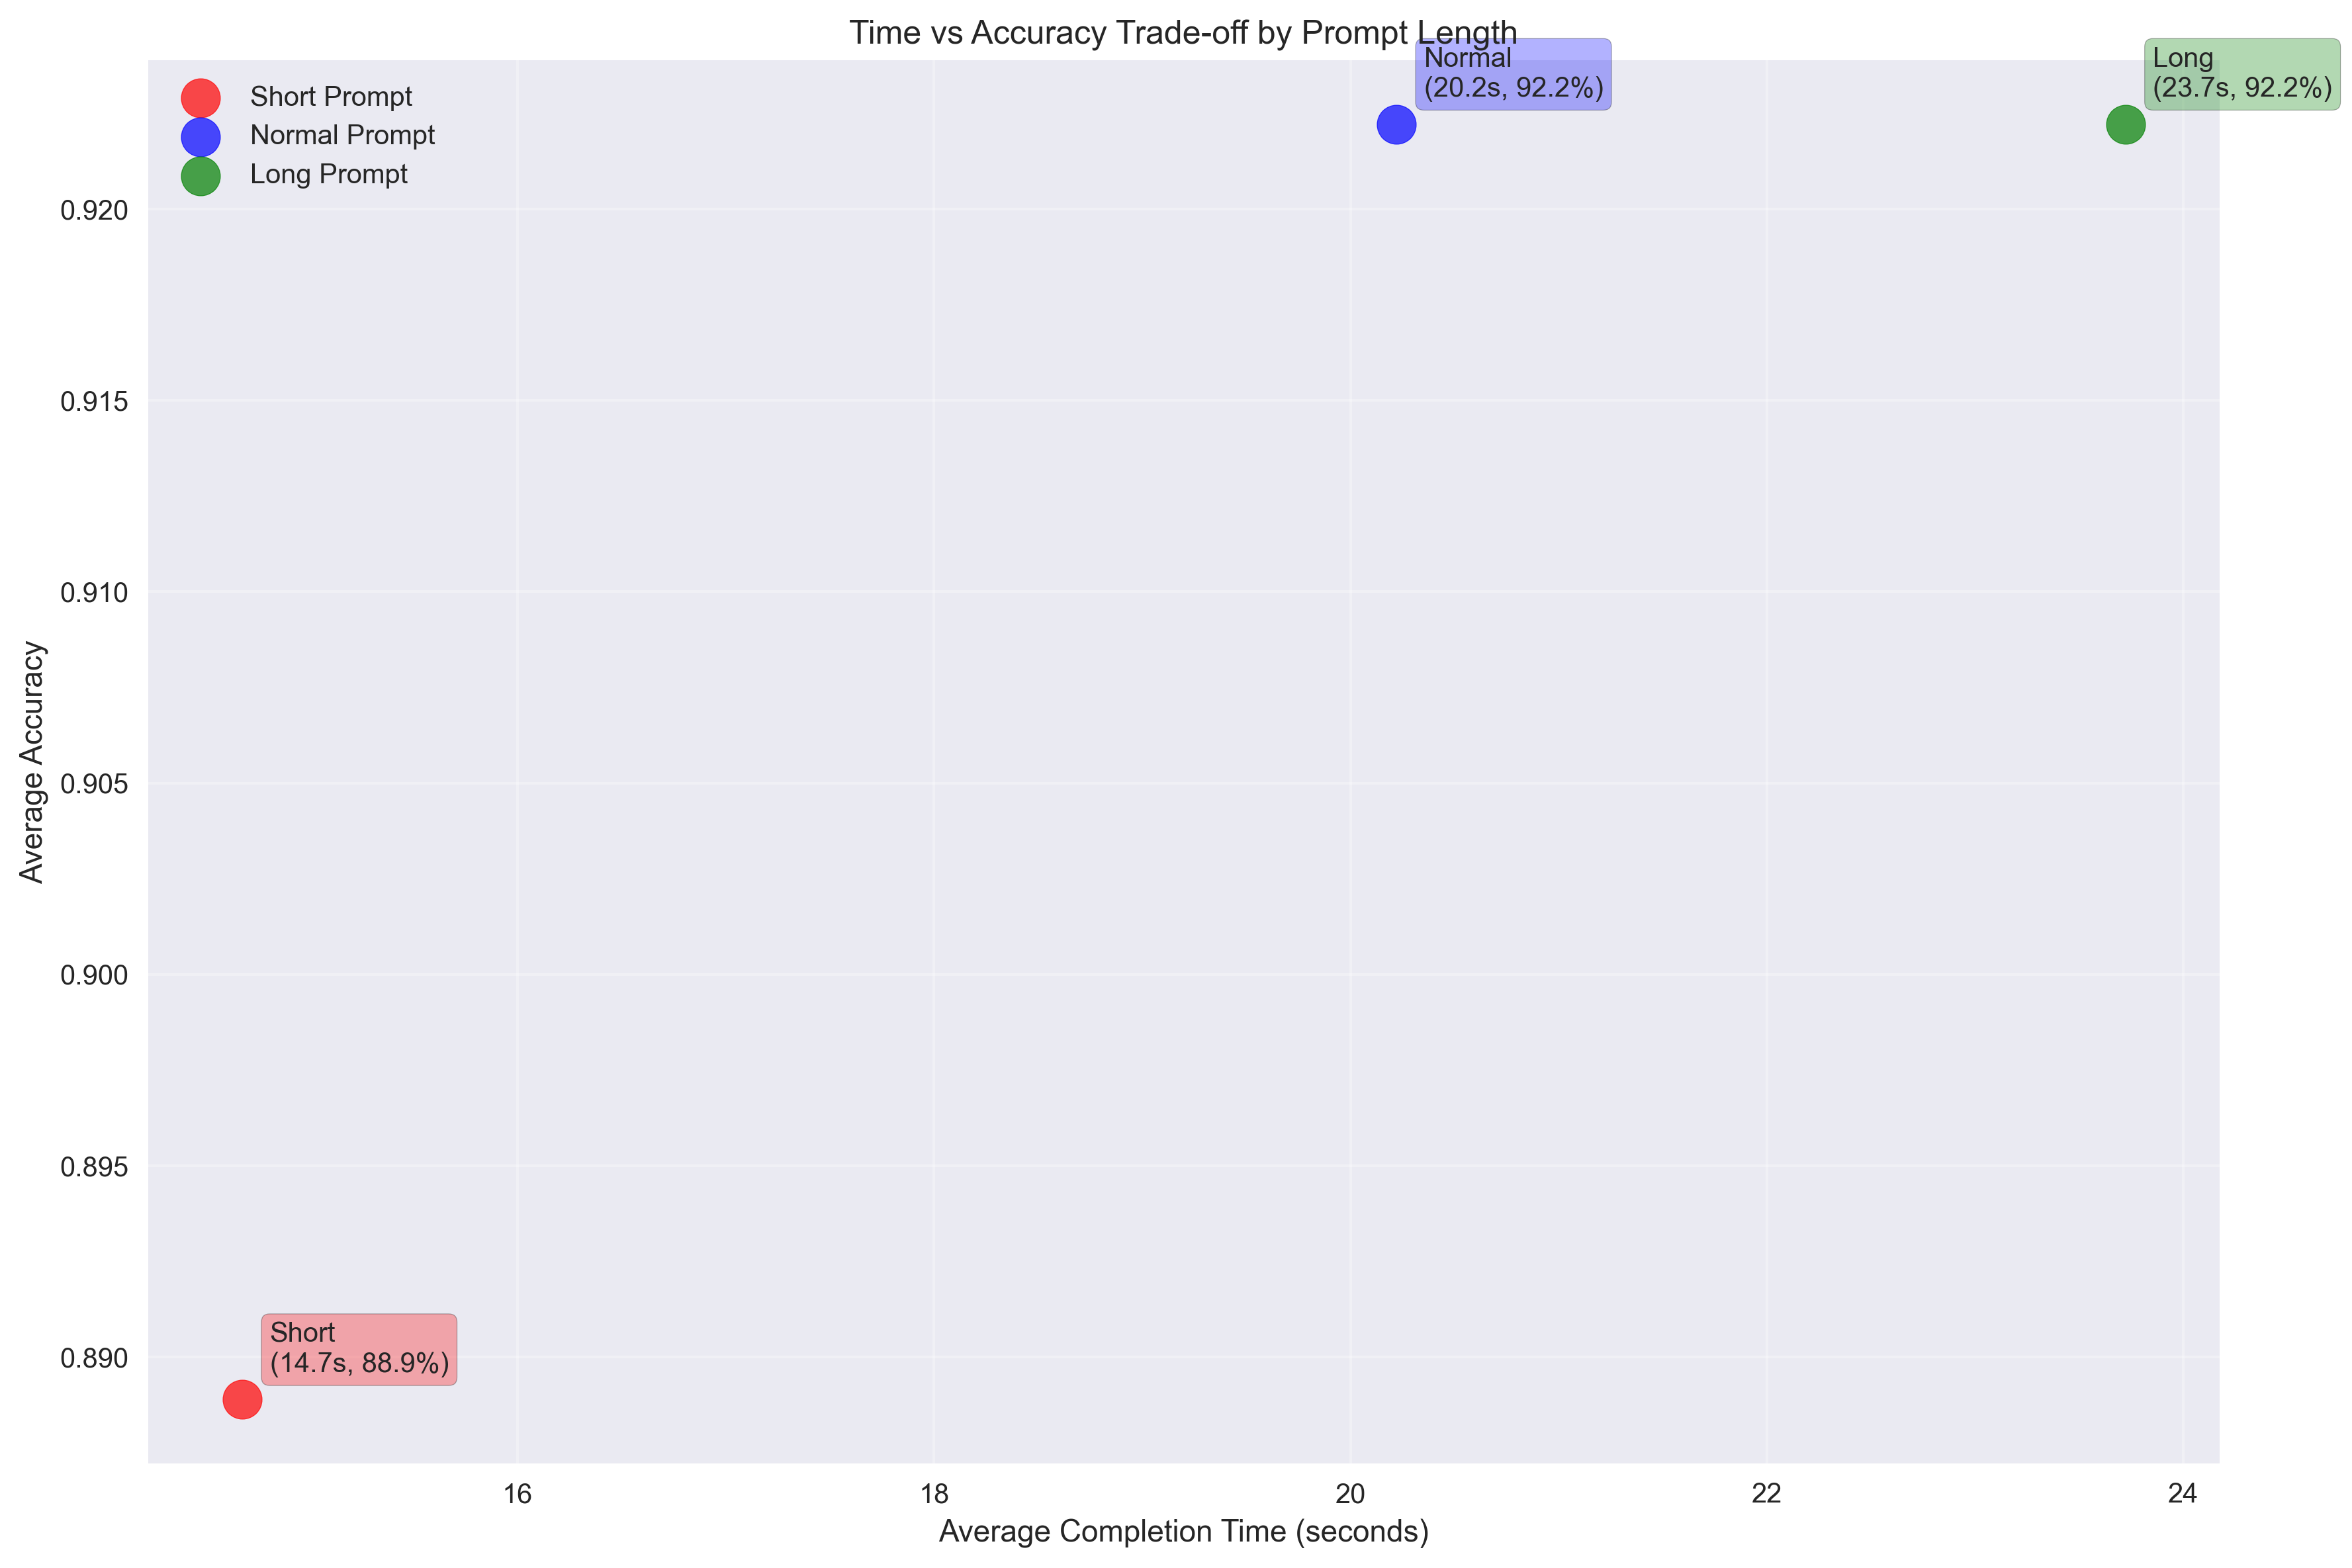 Time vs Accuracy Trade-off by Prompt Length
Short Prompt
Normal Prompt
Long Prompt
Normal
(20.2s, 92.2%)
Long
(23.7s, 92.2%)
Short
(14.7s, 88.9%)
Average Accuracy
0.920
0.915
0.910
0.905
0.900
0.895
0.890
16
18
20
22
24
Average Completion Time (seconds)